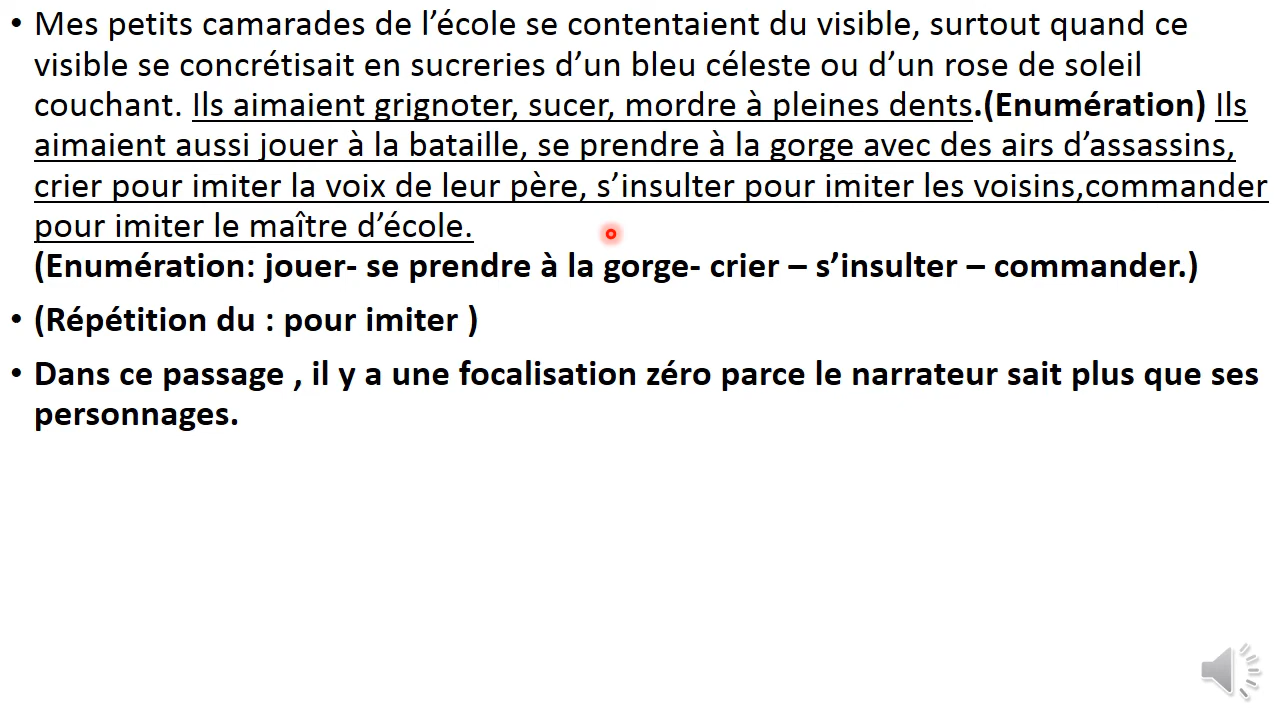 • Mes petits camarades de l’école se contentaient du visible, surtout quand ce
visible se concrétisait en sucreries d’un bleu céleste ou d’un rose de soleil
couchant. Ils aimaient grignoter, sucer, mordre à pleines dents.(Enumération) Ils
aimaient aussi jouer à la bataille, se prendre à la gorge avec des airs d’assassins,
crier pour imiter la voix de leur père, s’insulter pour imiter les voisins,commander
pour imiter le maître d’école.
(Enumération: jouer- se prendre à la gorge- crier – s’insulter – commander.)
• (Répétition du : pour imiter )
• Dans ce passage , il y a une focalisation zéro parce le narrateur sait plus que ses
personnages.